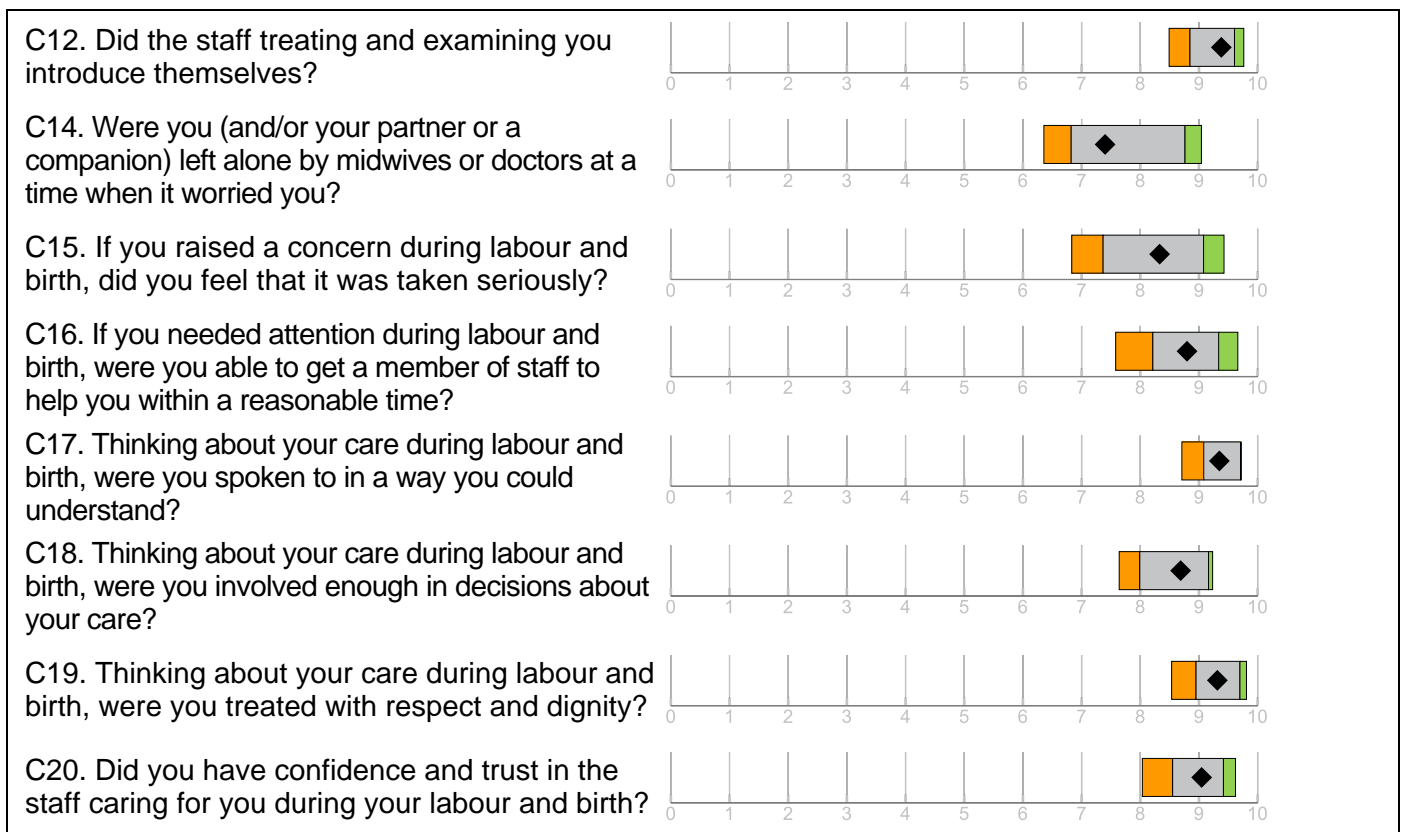 C12. Did the staff treating and examining you
introduce themselves?
0 1 2 3 4 5 6 7 8 9 10
C14. Were you (and/or your partner or a
companion) left alone by midwives or doctors at a
time when it worried you?
0 1 2 3 4 5 6 7 8 9 10
C15. If you raised a concern during labour and
birth, did you feel that it was taken seriously?
0 1 2 3 4 5 6 7 8 9 10
C16. If you needed attention during labour and
birth, were you able to get a member of staff to
help you within a reasonable time?
0 1 2 3 4 5 6 7 8 9 10
C17. Thinking about your care during labour and
birth, were you spoken to in a way you could
understand?
0 1 2 3 4 5 6 7 8 9 10
C18. Thinking about your care during labour and
birth, were you involved enough in decisions about
your care?
0 1 2 3 4 5 6 7 8 9 10
C19. Thinking about your care during labour and
birth, were you treated with respect and dignity?
0 1 2 3 4 5 6 7 8 9 10
C20. Did you have confidence and trust in the
staff caring for you during your labour and birth?
0 1 2 3 4 5 6 7 8 9 10